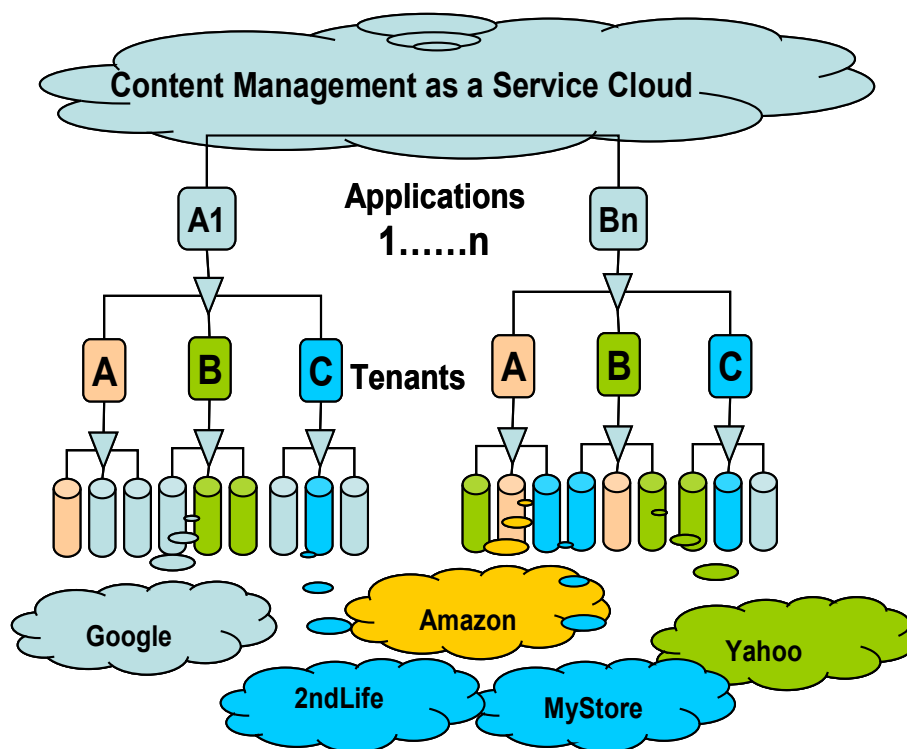 Content Management as a Service Cloud
Applications
1......n
A1
Bn
A
B
C
Tenants
A
B
C
Google
Amazon
Yahoo
2ndLife
MyStore